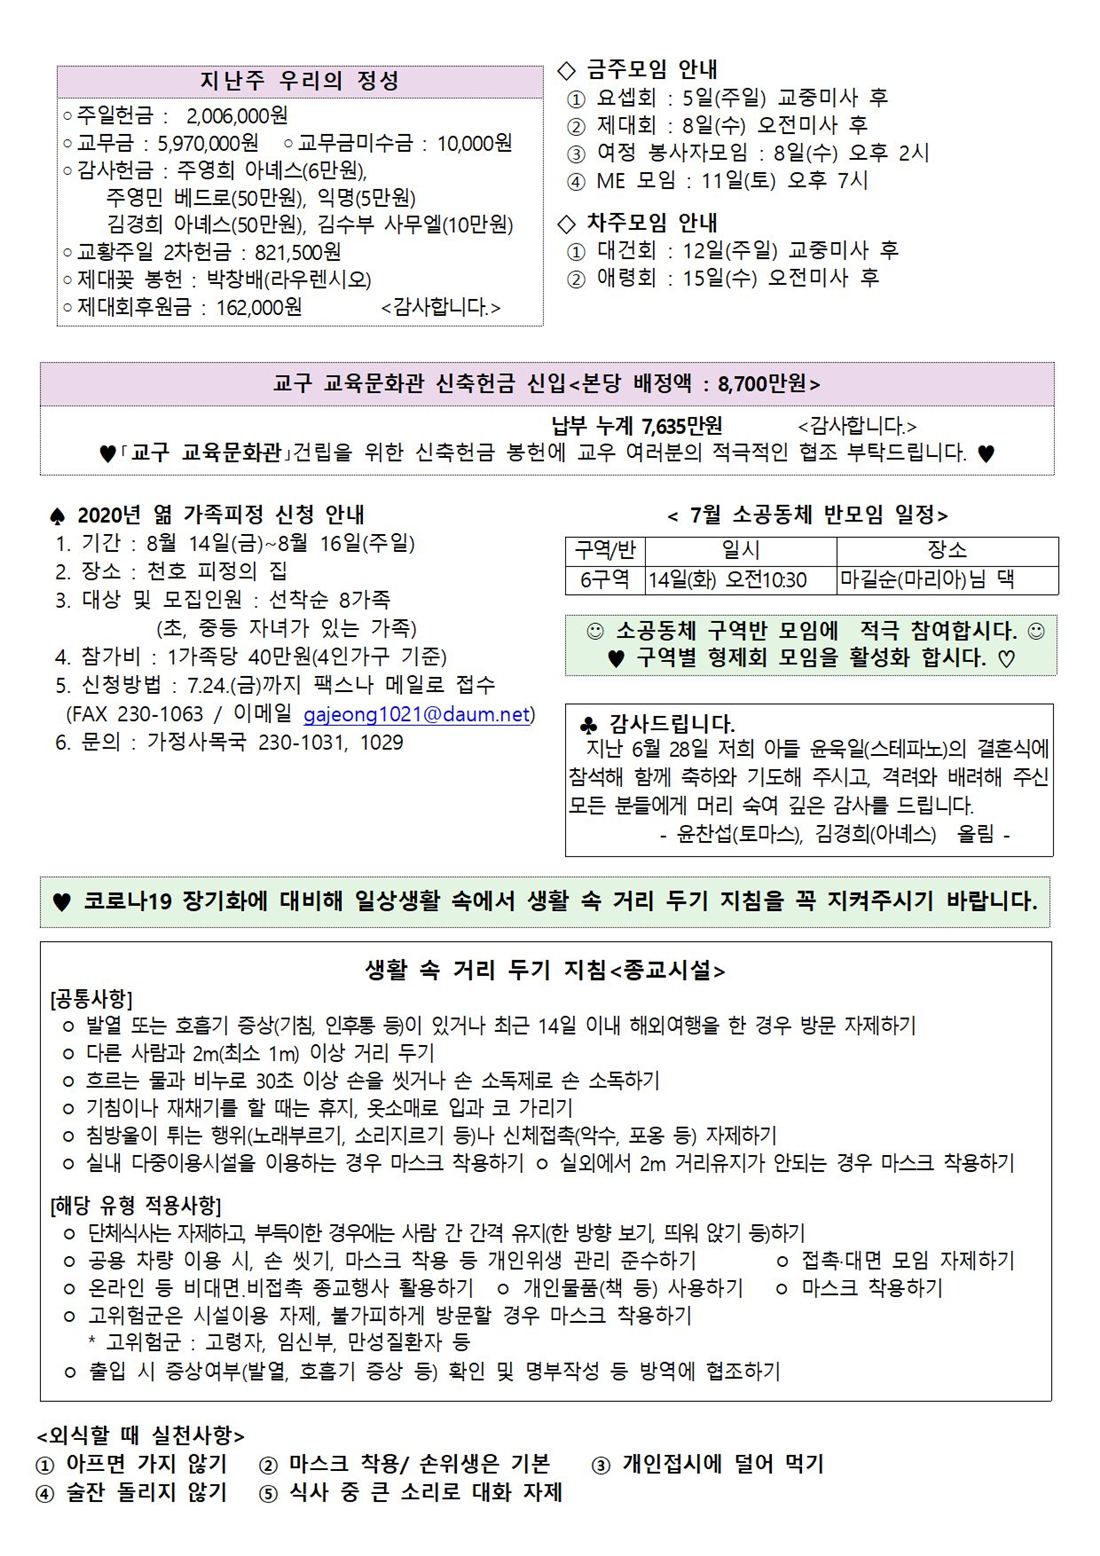 지난주 우리의 정성
○ 주일헌금 : 2,006,000원
○ 교무금 : 5,970,000원 ○ 교무금미수금 : 10,000원
○ 감사헌금 : 주영희 아녜스(6만원),
주영민 베드로(50만원), 익명(5만원)
김경희 아녜스(50만원), 김수부 사무엘(10만원)
○ 교황주일 2차헌금 : 821,500원
○ 제대꽃 봉헌 : 박창배(라우렌시오)
○ 제대회후원금 : 162,000원 <감사합니다.>
◇ 금주모임 안내
① 요셉회 : 5일(주일) 교중미사 후
② 제대회 : 8일(수) 오전미사 후
③ 여정 봉사자모임 : 8일(수) 오후 2시
④ ME 모임 : 11일(토) 오후 7시
◇ 차주모임 안내
① 대건회 : 12일(주일) 교중미사 후
② 애령회 : 15일(수) 오전미사 후
교구 교육문화관 신축헌금 신입<본당 배정액 : 8,700만원>
납부 누계 7,635만원 <감사합니다.>
♥「교구 교육문화관」건립을 위한 신축헌금 봉헌에 교우 여러분의 적극적인 협조 부탁드립니다. ♥
♠ 2020년 엶 가족피정 신청 안내
1. 기간 : 8월 14일(금)~8월 16일(주일)
2. 장소 : 천호 피정의 집
3. 대상 및 모집인원 : 선착순 8가족
(초, 중등 자녀가 있는 가족)
4. 참가비 : 1가족당 40만원(4인가구 기준)
5. 신청방법 : 7.24.(금)까지 팩스나 메일로 접수
(FAX 230-1063 / 이메일 gajeong1021@daum.net)
6. 문의 : 가정사목국 230-1031, 1029
< 7월 소공동체 반모임 일정>
구역/반 일시 장소
6구역 14일(화) 오전10:30 마길순(마리아)님 댁
☺ 소공동체 구역반 모임에 적극 참여합시다. ☺
♥ 구역별 형제회 모임을 활성화 합시다. ♡
♣ 감사드립니다.
지난 6월 28일 저희 아들 윤욱일(스테파노)의 결혼식에
참석해 함께 축하와 기도해 주시고, 격려와 배려해 주신
모든 분들에게 머리 숙여 깊은 감사를 드립니다.
- 윤찬섭(토마스), 김경희(아녜스) 올림 -
♥ 코로나19 장기화에 대비해 일상생활 속에서 생활 속 거리 두기 지침을 꼭 지켜주시기 바랍니다.
생활 속 거리 두기 지침<종교시설>
[공통사항]
○ 발열 또는 호흡기 증상(기침, 인후통 등)이 있거나 최근 14일 이내 해외여행을 한 경우 방문 자제하기
○ 다른 사람과 2m(최소 1m) 이상 거리 두기
○ 흐르는 물과 비누로 30초 이상 손을 씻거나 손 소독제로 손 소독하기
○ 기침이나 재채기를 할 때는 휴지, 옷소매로 입과 코 가리기
○ 침방울이 튀는 행위(노래부르기, 소리지르기 등)나 신체접촉(악수, 포옹 등) 자제하기
○ 실내 다중이용시설을 이용하는 경우 마스크 착용하기 ○ 실외에서 2m 거리유지가 안되는 경우 마스크 착용하기
[해당 유형 적용사항]
○ 단체식사는 자제하고, 부득이한 경우에는 사람 간 간격 유지(한 방향 보기, 띄워 앉기 등)하기
○ 공용 차량 이용 시, 손 씻기, 마스크 착용 등 개인위생 관리 준수하기 ○ 접촉·대면 모임 자제하기
○ 온라인 등 비대면.비접촉 종교행사 활용하기 ○ 개인물품(책 등) 사용하기 ○ 마스크 착용하기
○ 고위험군은 시설이용 자제, 불가피하게 방문할 경우 마스크 착용하기
* 고위험군 : 고령자, 임신부, 만성질환자 등
○ 출입 시 증상여부(발열, 호흡기 증상 등) 확인 및 명부작성 등 방역에 협조하기
<외식할 때 실천사항>
① 아프면 가지 않기 ② 마스크 착용/ 손위생은 기본 ③ 개인접시에 덜어 먹기
④ 술잔 돌리지 않기 ⑤ 식사 중 큰 소리로 대화 자제